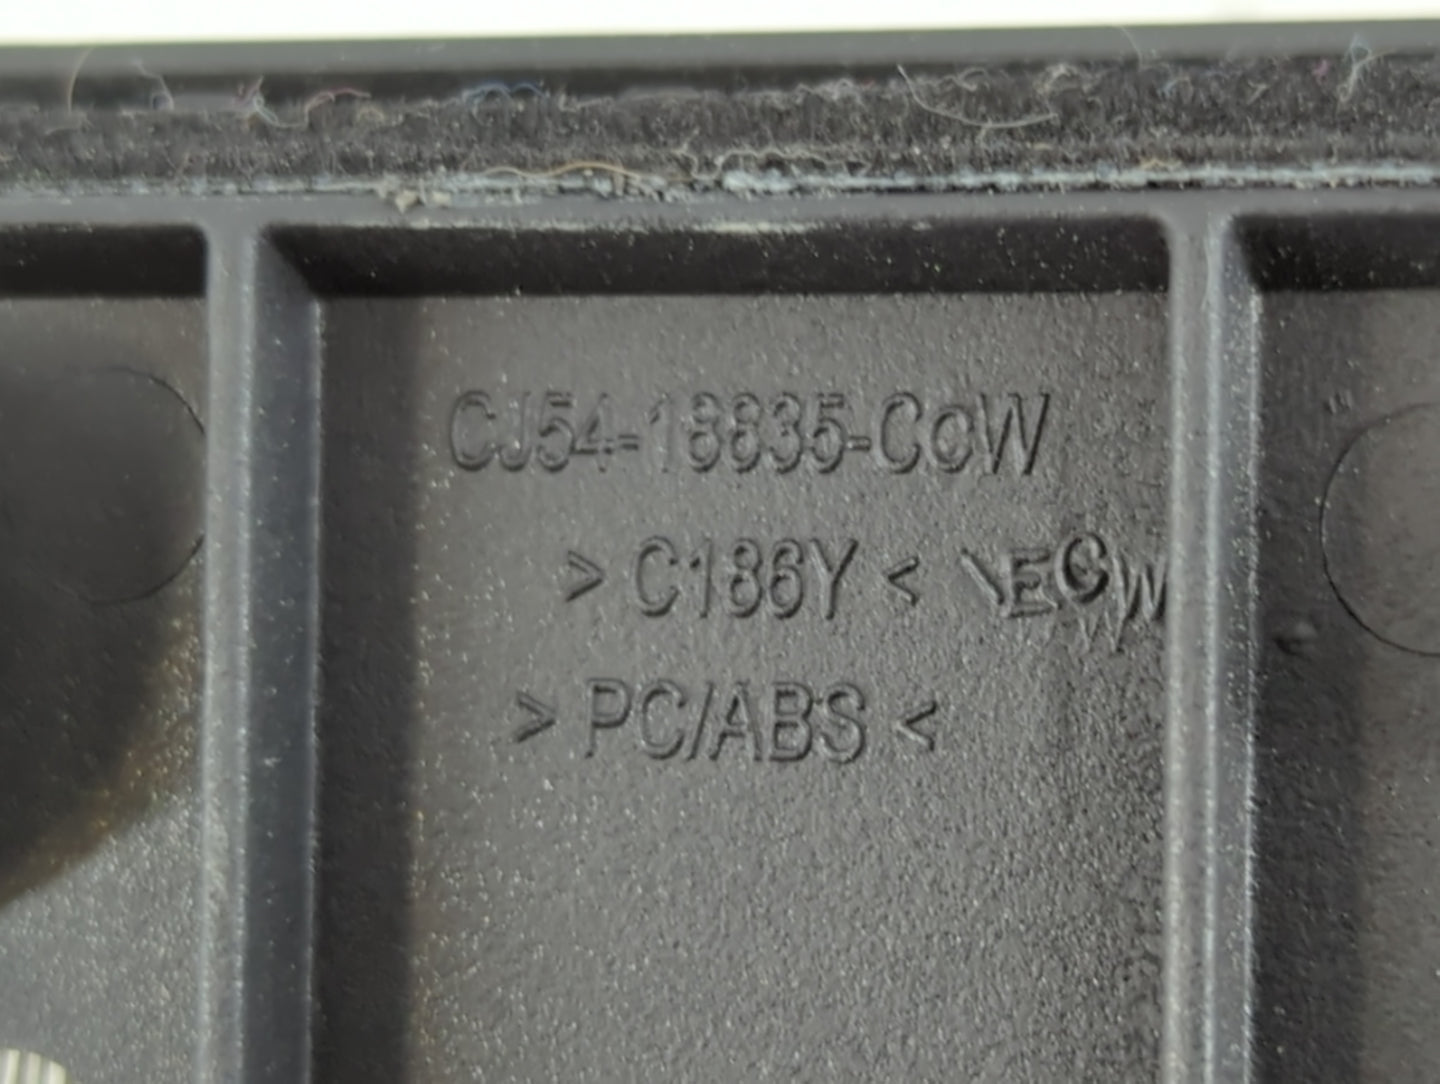 CJ54-18835-CCW
> C186Y <
> PC/ABS <